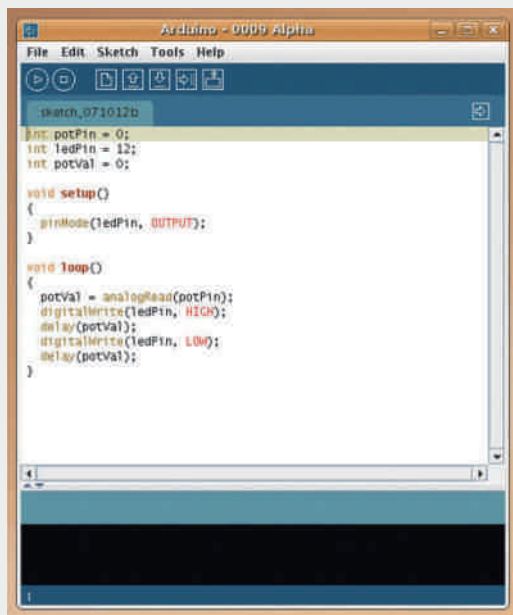 Arduino - 0009 Alpha
File Edit Sketch Tools Help
sketch_071012b
int potPin = 0;
int ledPin = 12;
int potVal = 0;
void setup()
{
pinMode(ledPin, OUTPUT);
}
void loop()
{
potVal = analogRead(potPin);
digitalWrite(ledPin, HIGH);
delay(potVal);
digitalWrite(ledPin, LOW);
delay(potVal);
}
1